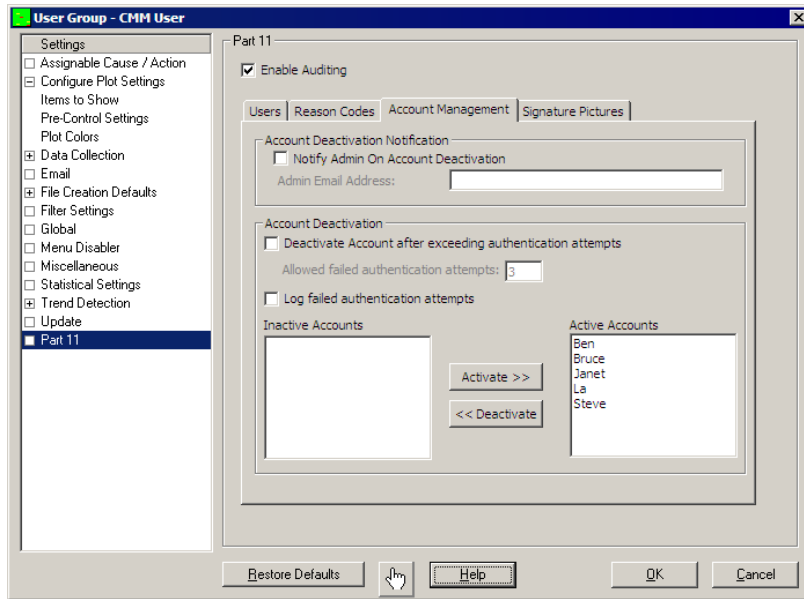 User Group - CMM User
Settings
Assignable Cause / Action
Configure Plot Settings
Items to Show
Pre-Control Settings
Plot Colors
Data Collection
Email
File Creation Defaults
Filter Settings
Global
Menu Disabler
Miscellaneous
Statistical Settings
Trend Detection
Update
Part 11
Part 11
Enable Auditing
Users Reason Codes Account Management Signature Pictures
Account Deactivation Notification
Notify Admin On Account Deactivation
Admin Email Address:
Account Deactivation
Deactivate Account after exceeding authentication attempts
Allowed failed authentication attempts: 3
Log failed authentication attempts
Inactive Accounts
Activate >>
<< Deactivate
Active Accounts
Ben
Bruce
Janet
La
Steve
Restore Defaults Help OK Cancel